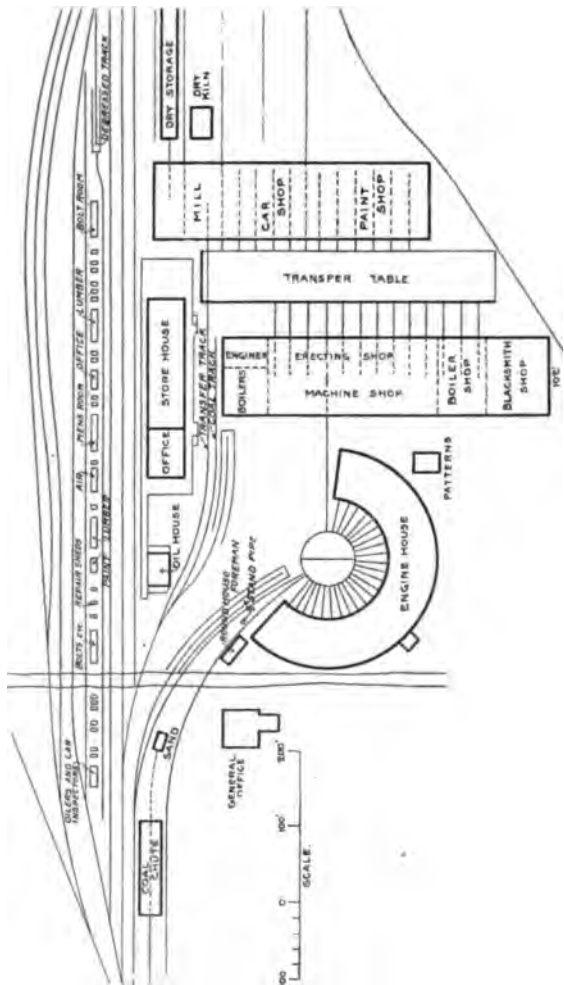 DRY STORAGE
DRY
KILN
DEPRESSED TRACK
BOLT ROOM
MILL
CAR
SHOP
PAINT
SHOP
TRANSFER TABLE
LUMBER
OFFICE
MENS ROOM
AIR
STORE HOUSE
OFFICE
TRANSFER TRACK
COAL TRACK
ENGINES
BOILERS
ERECTING SHOP
MACHINE SHOP
BOILER
SHOP
BLACKSMITH
SHOP
PATTERNS
OIL HOUSE
PAINT LUMBER
REPAIR SHEDS
BOLTS ETC.
ROUND HOUSE
FOREMAN
STAND PIPE
ENGINE HOUSE
OILERS AND CAR
INSPECTORS
SAND
GENERAL
OFFICE
COAL
CHUTE
200'
100'
0
100
SCALE.